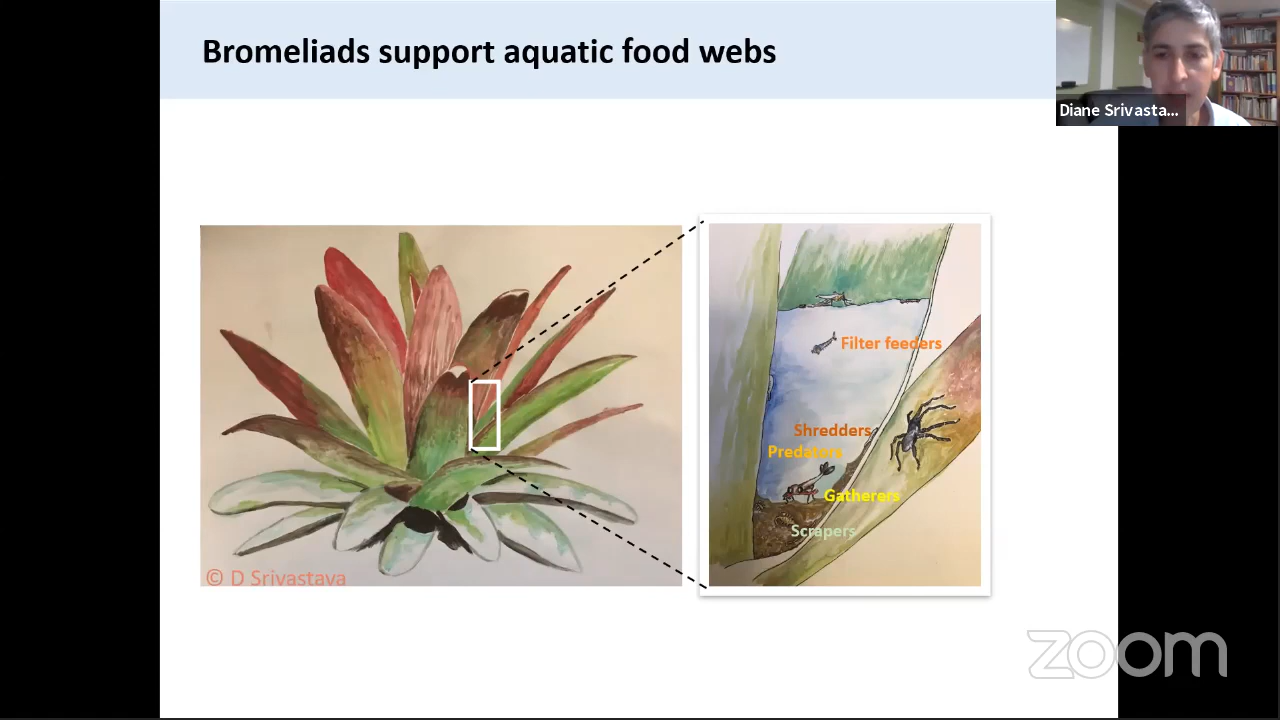 Bromeliads support aquatic food webs
Diane Srivasta...
Filter feeders
Shredders
Predators
Gatherers
Scrapers
© D Srivastava
zoom